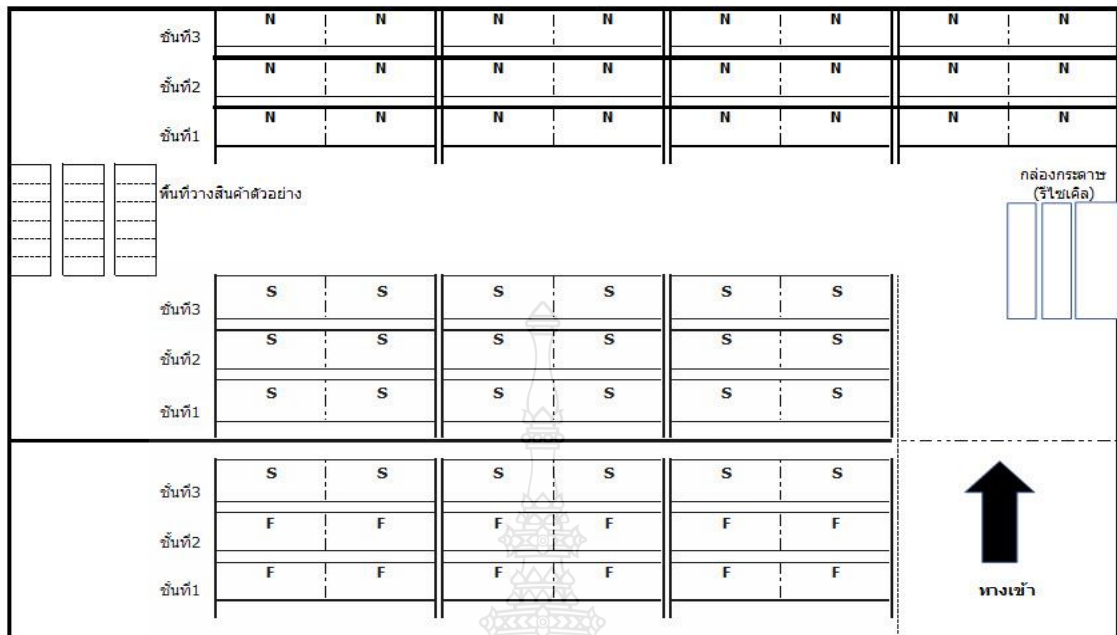 N N N N N N N N
ชั้นที่3
N N N N N N N N
ชั้นที่2
N N N N N N N N
ชั้นที่1
พื้นที่วางสินค้าตัวอย่าง
กล่องกระดาษ
(รีไซเคิล)
S S S S S S
ชั้นที่3
S S S S S S
ชั้นที่2
S S S S S S
ชั้นที่1
S S S S S S
ชั้นที่3
F F F F F F
ชั้นที่2
F F F F F F
ชั้นที่1
ทางเข้า